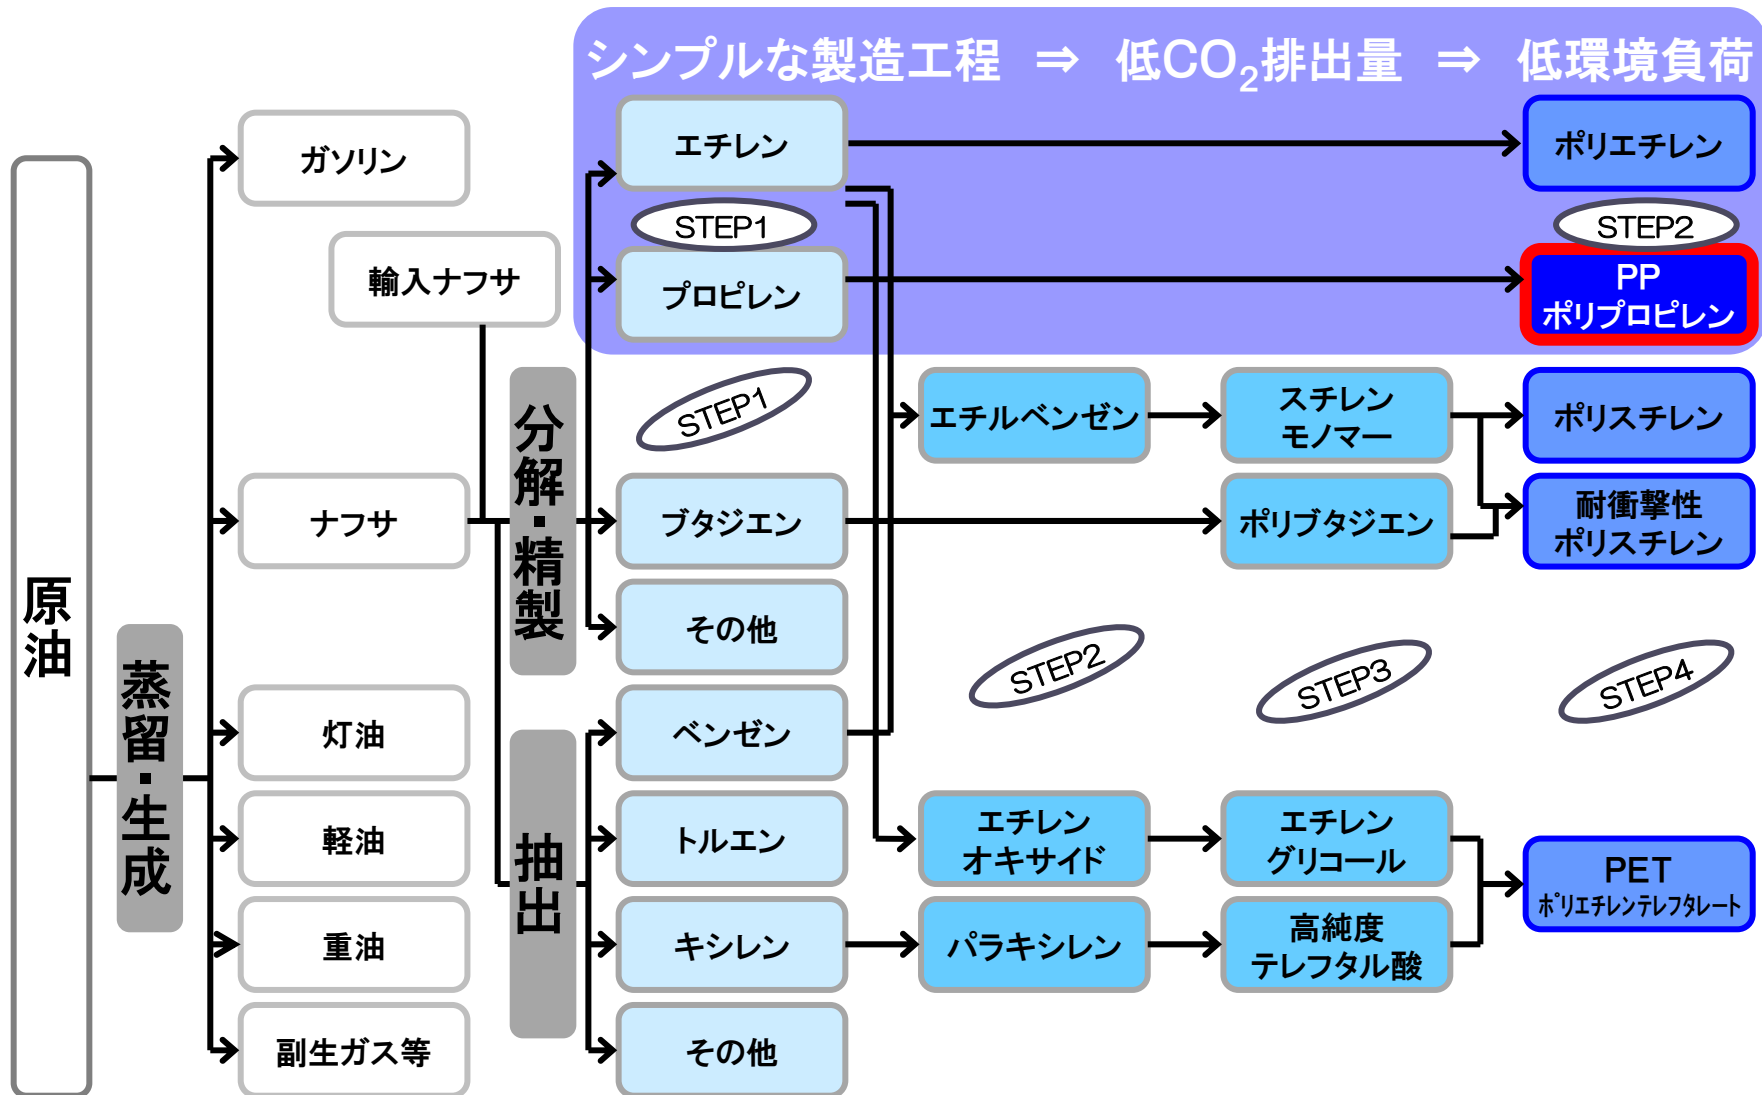 シンプルな製造工程 ⇒ 低CO₂排出量 ⇒ 低環境負荷
原油
蒸留・生成
ガソリン
輸入ナフサ
ナフサ
灯油
軽油
重油
副生ガス等
分解・精製
抽出
エチレン
STEP1
プロピレン
STEP1
ブタジエン
その他
ベンゼン
トルエン
キシレン
その他
エチルベンゼン
STEP2
エチレン
オキサイド
パラキシレン
スチレン
モノマー
ポリブタジエン
STEP3
エチレン
グリコール
高純度
テレフタル酸
ポリエチレン
STEP2
PP
ポリプロピレン
ポリスチレン
耐衝撃性
ポリスチレン
STEP4
PET
ポリエチレンテレフタレート